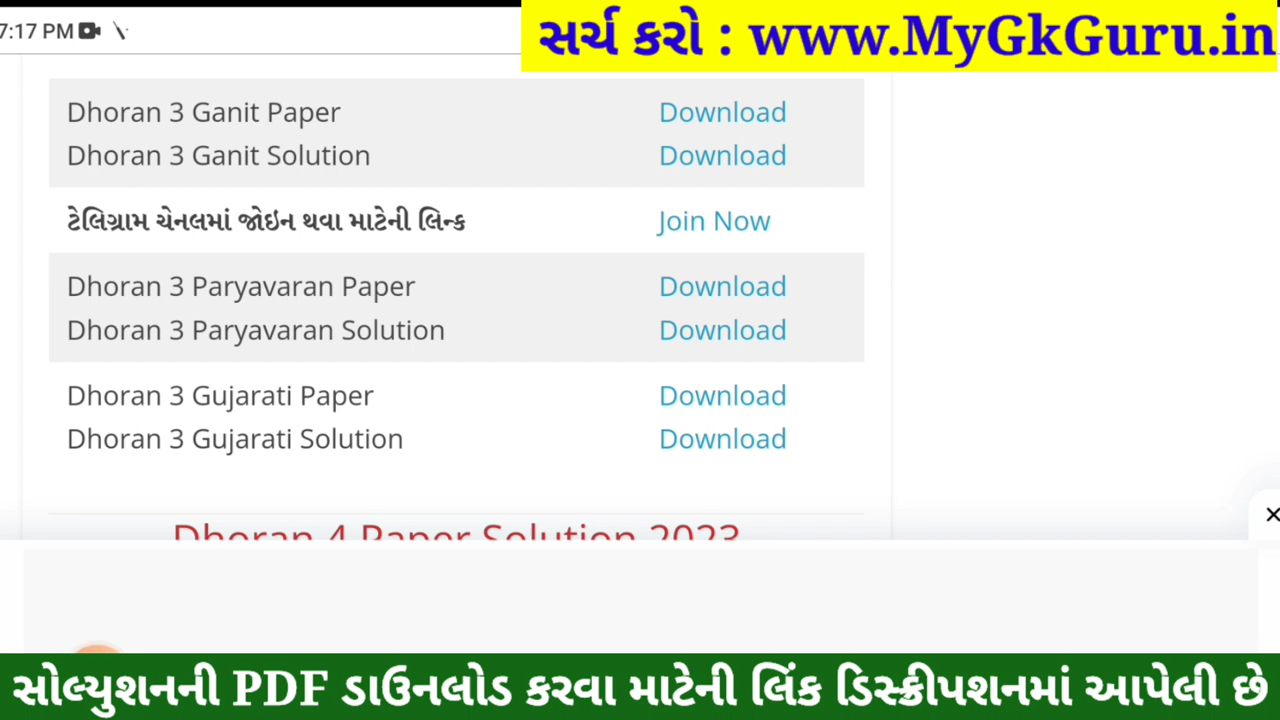 7:17 PM
સર્ચ કરો : www.MyGkGuru.in
Dhoran 3 Ganit Paper Download
Dhoran 3 Ganit Solution Download
ટેલિગ્રામ ચેનલમાં જોઇન થવા માટેની લિન્ક Join Now
Dhoran 3 Paryavaran Paper Download
Dhoran 3 Paryavaran Solution Download
Dhoran 3 Gujarati Paper Download
Dhoran 3 Gujarati Solution Download
Dhoran 4 Paper Solution 2023
સોલ્યુશનની PDF ડાઉનલોડ કરવા માટેની લિંક ડિસ્ક્રીપશનમાં આપેલી છે